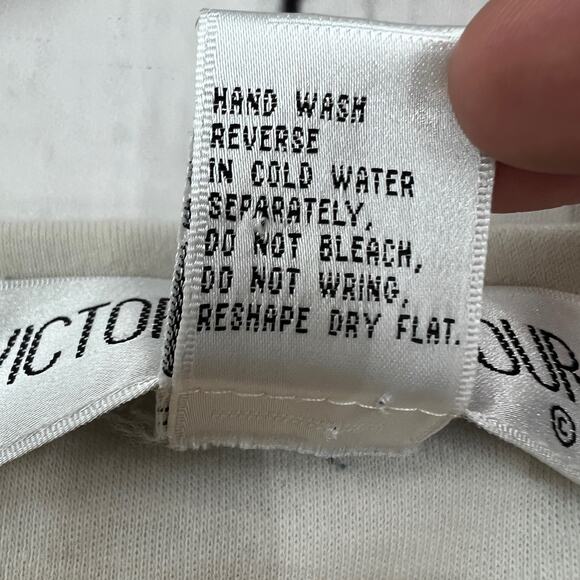 HAND WASH
REVERSE
IN COLD WATER
SEPARATELY,
DO NOT BLEACH,
DO NOT WRING,
RESHAPE DRY FLAT.
©